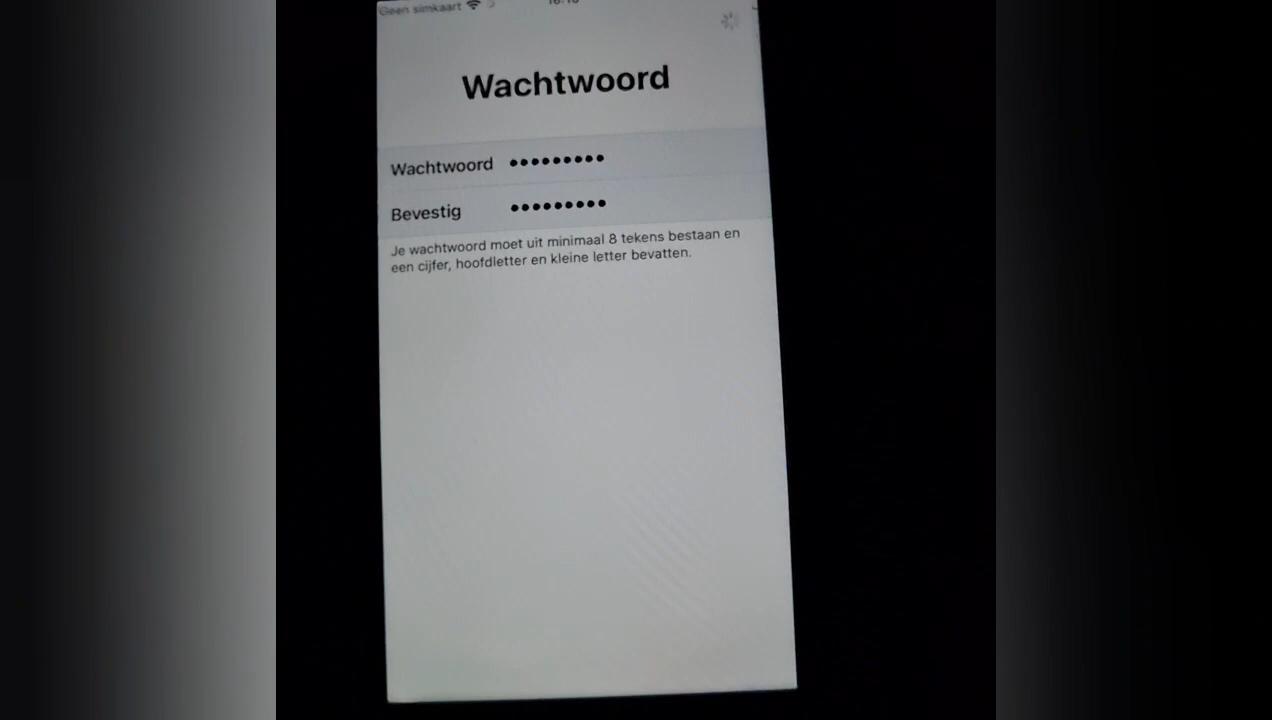 Geen simkaart
Wachtwoord
Wachtwoord •••••••••
Bevestig •••••••••
Je wachtwoord moet uit minimaal 8 tekens bestaan en
een cijfer, hoofdletter en kleine letter bevatten.